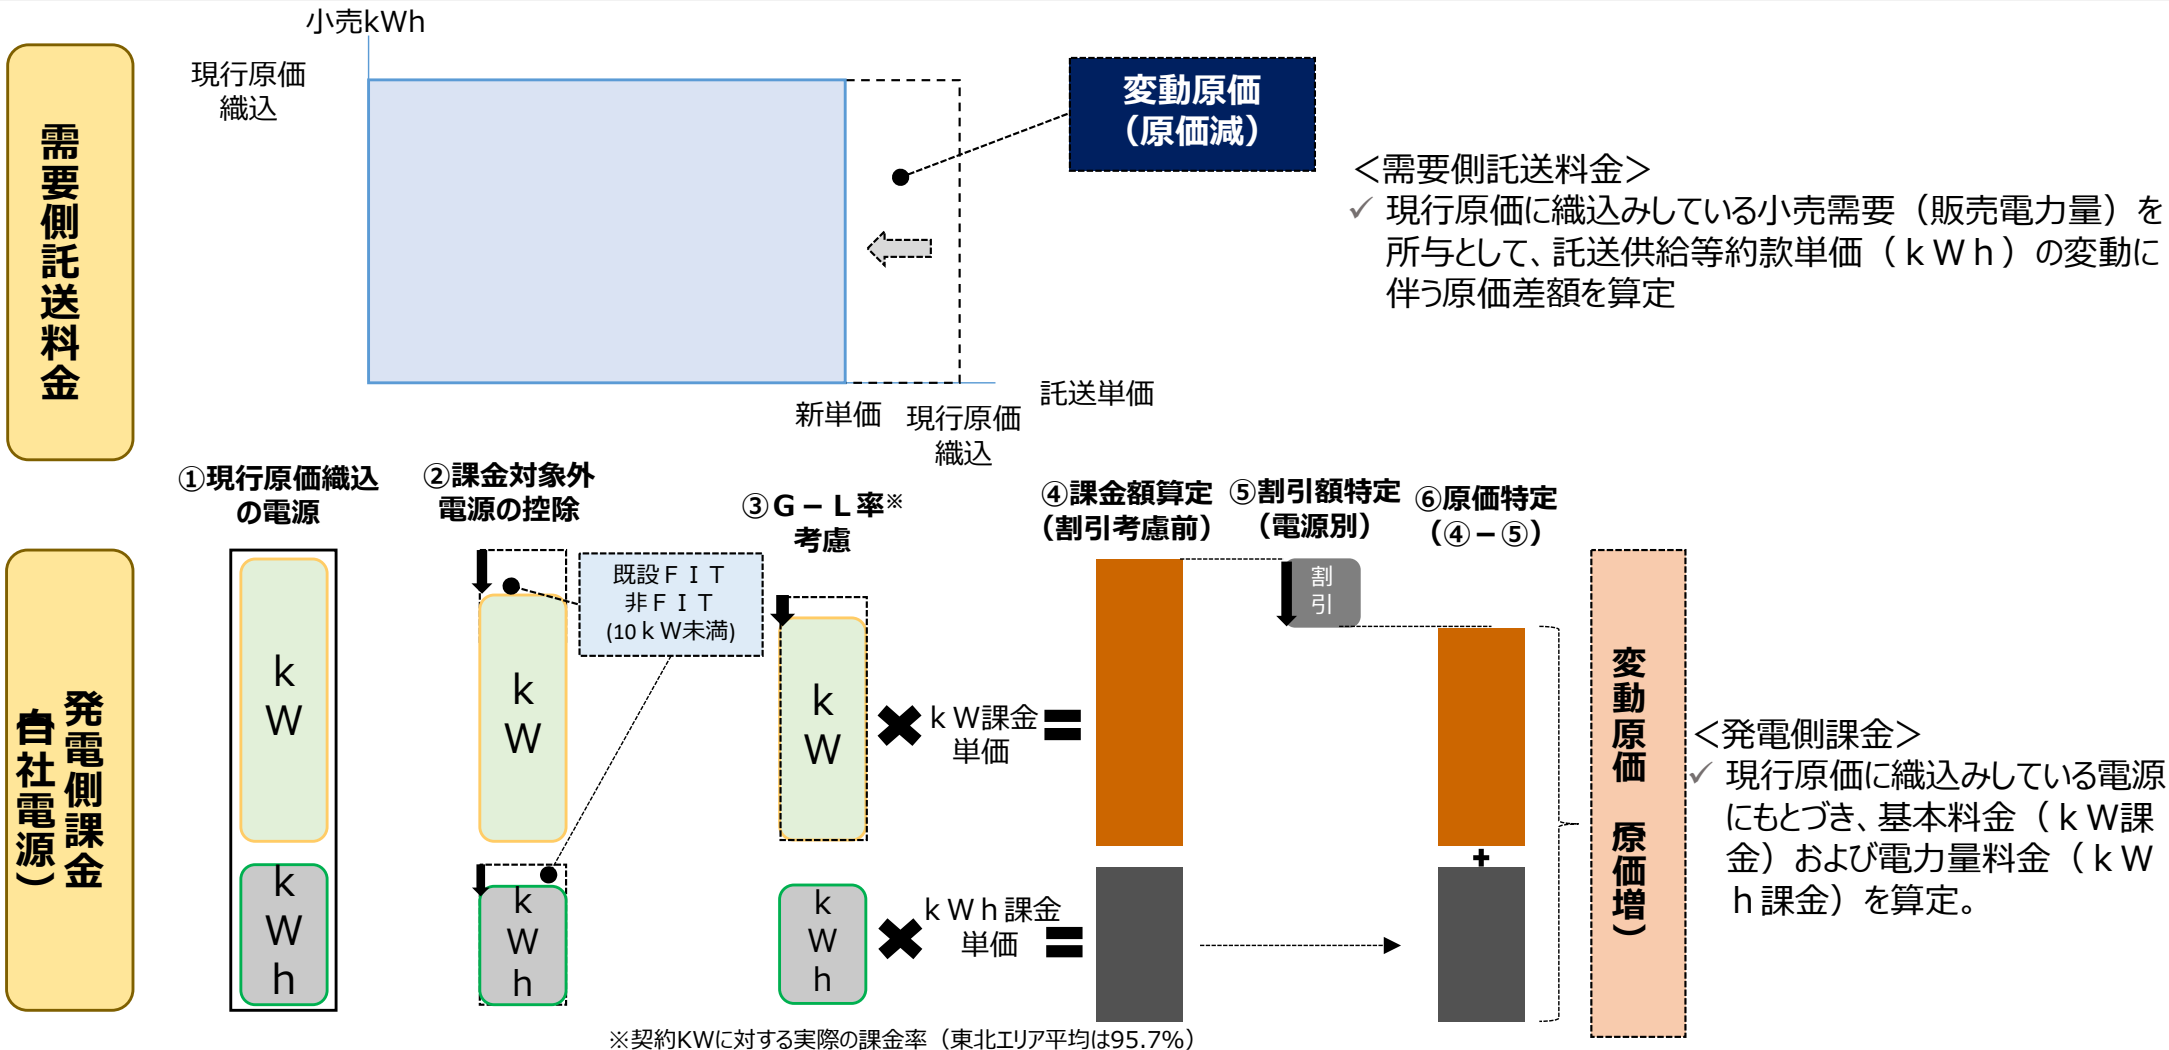 小売kWh
現行原価
織込
需要側託送料金
変動原価
（原価減）
＜需要側託送料金＞
✓ 現行原価に織込みしている小売需要（販売電力量）を
所与として、託送供給等約款単価（ｋＷｈ）の変動に
伴う原価差額を算定
託送単価
新単価
現行原価
織込
①現行原価織込
の電源
②課金対象外
電源の控除
③Ｇ－Ｌ率※
考慮
④課金額算定
（割引考慮前）
⑤割引額特定
（電源別）
⑥原価特定
（④－⑤）
発電側課金
（自社電源）
ｋＷ
ｋＷｈ
ｋＷ
ｋＷｈ
既設ＦＩＴ
非ＦＩＴ
(10ｋＷ未満)
ｋＷ
ｋＷｈ
✖
ｋＷ課金
単価
＝
✖
ｋＷｈ課金
単価
＝
割引
+
変動原価（原価増）
＜発電側課金＞
✓ 現行原価に織込みしている電源
にもとづき、基本料金（ｋＷ課
金）および電力量料金（ｋＷ
ｈ課金）を算定。
※契約KWに対する実際の課金率（東北エリア平均は95.7%）